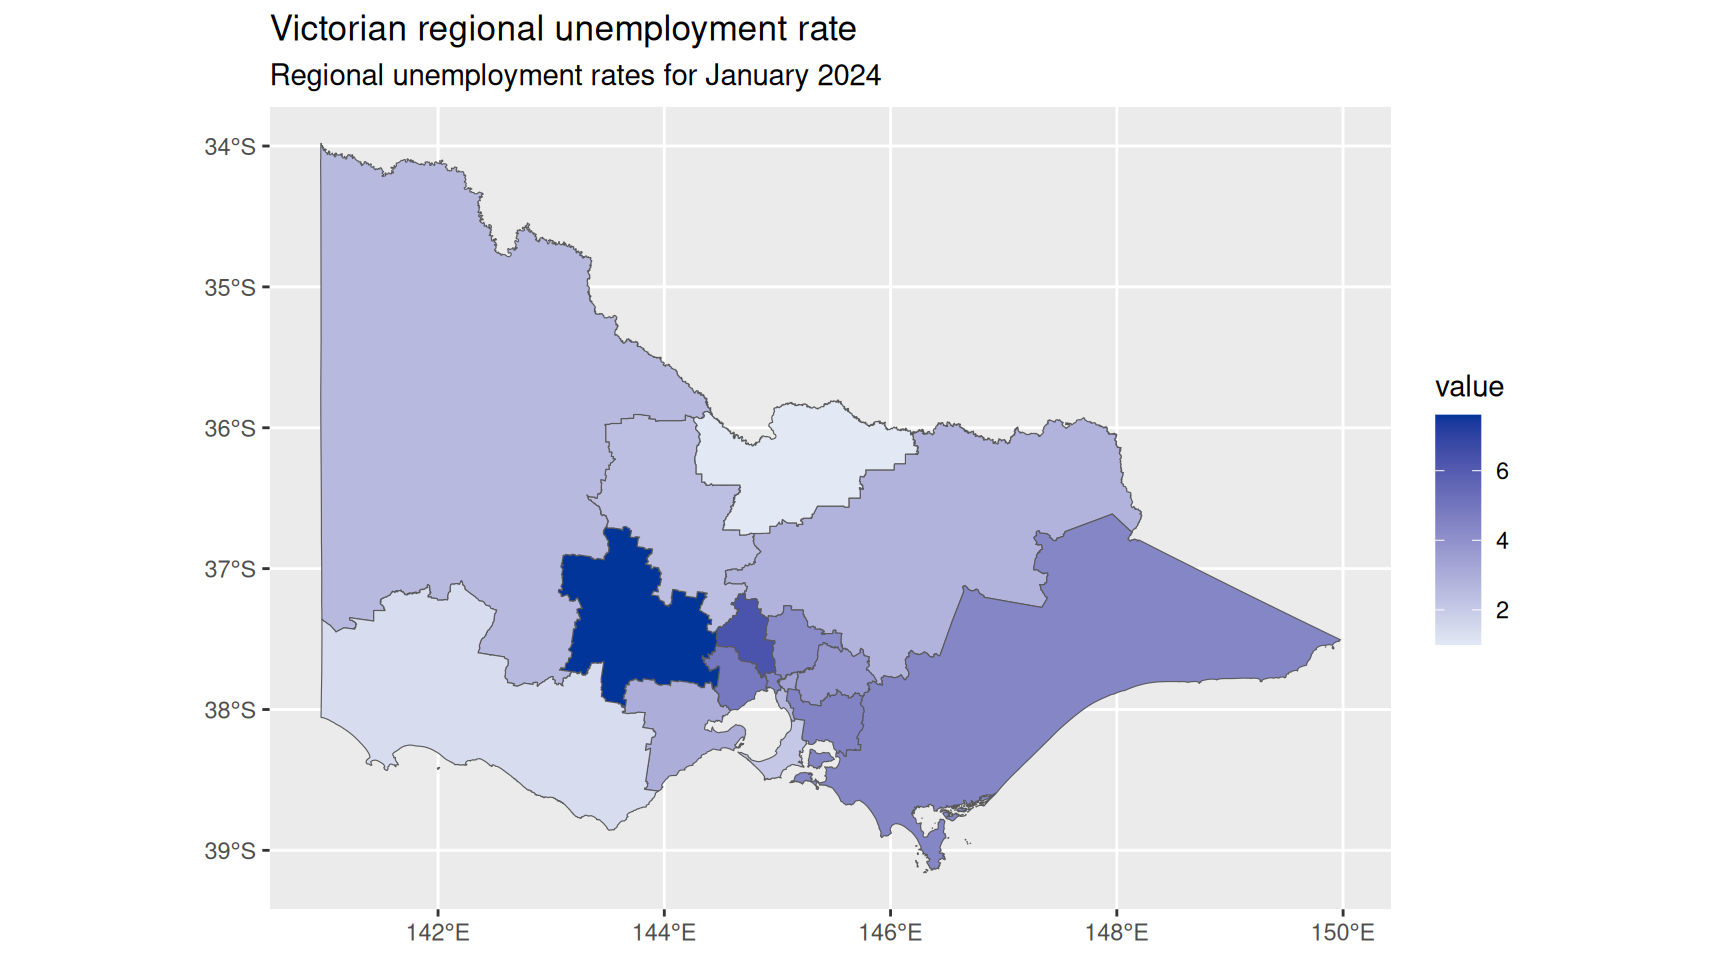 Victorian regional unemployment rate
Regional unemployment rates for January 2024
34°S
35°S
36°S
37°S
38°S
39°S
142°E
144°E
146°E
148°E
150°E
value
6
4
2